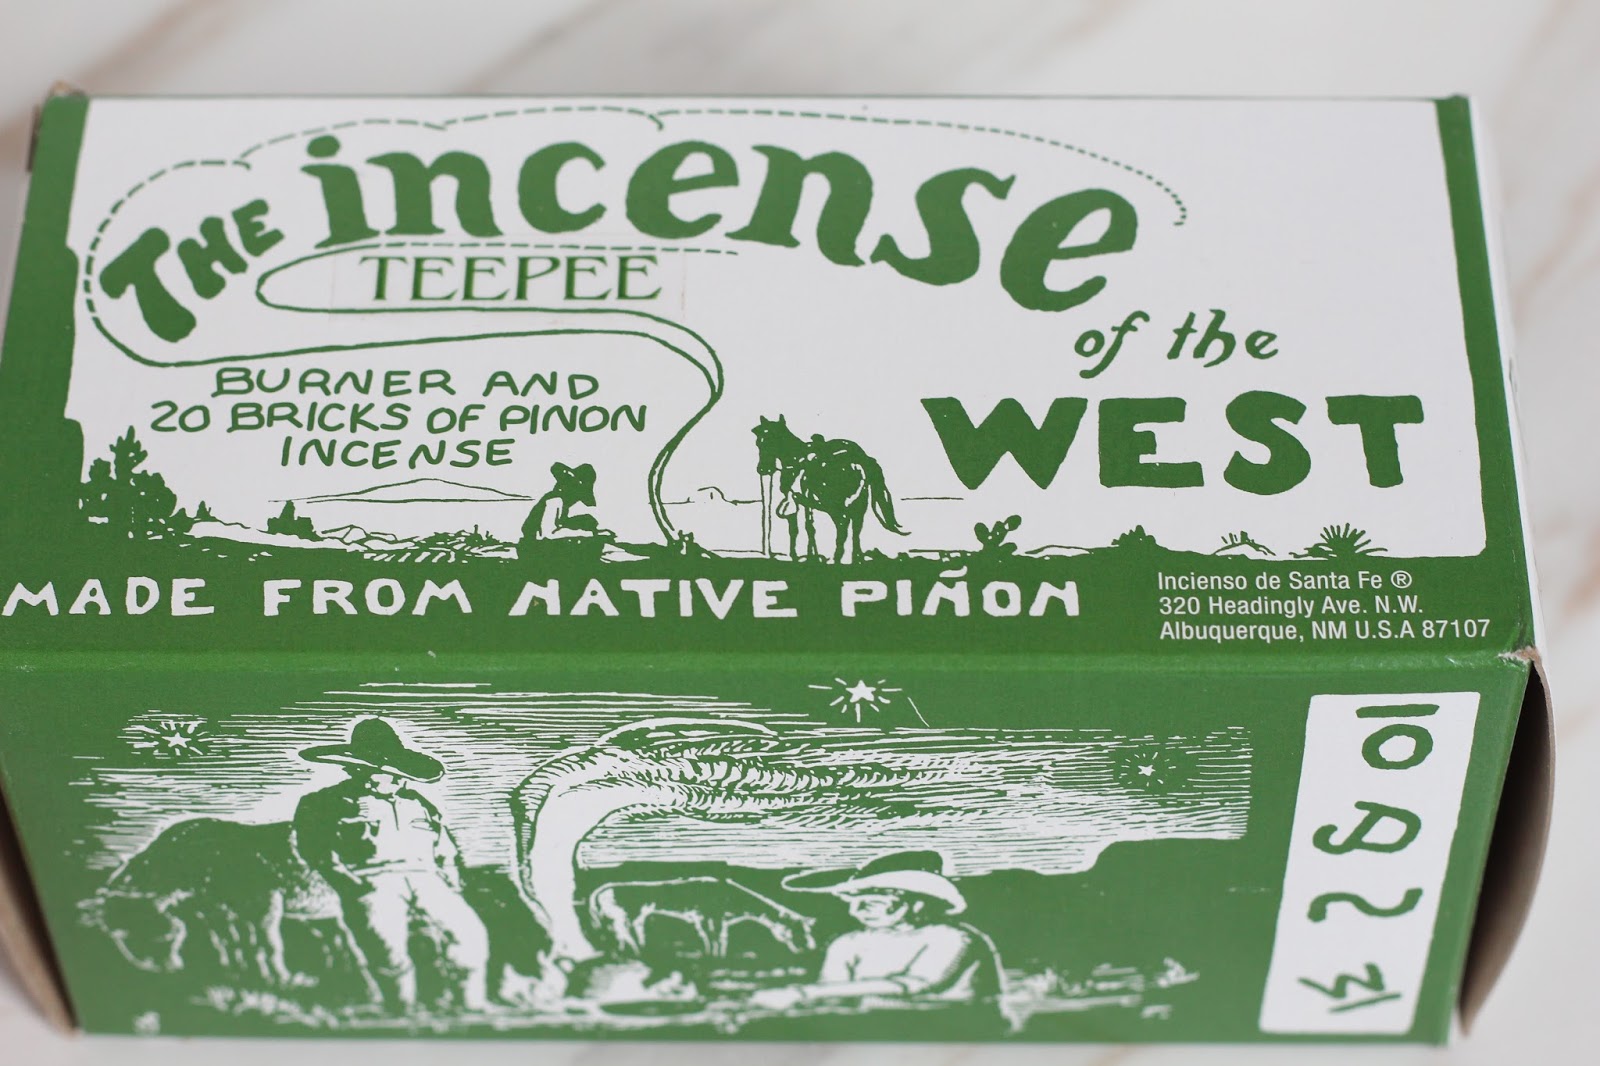 THE incense
of the
WEST
TEEPEE
BURNER AND
20 BRICKS OF PINON
INCENSE
MADE FROM NATIVE PIÑON
Incienso de Santa Fe ®
320 Headingly Ave. N.W.
Albuquerque, NM U.S.A 87107